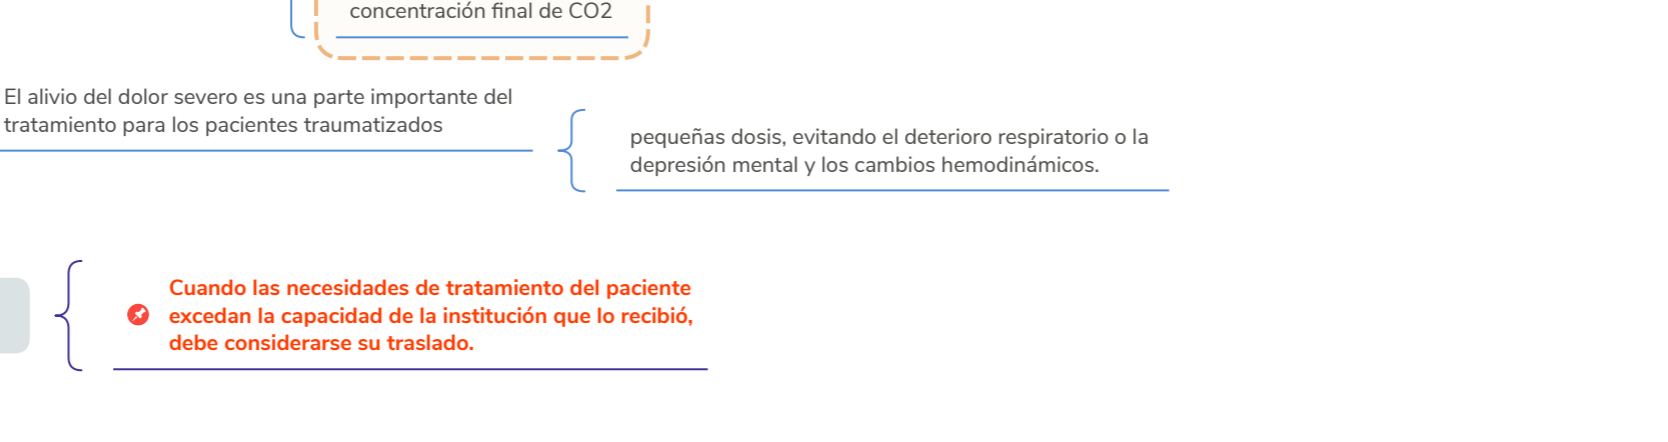 concentración final de CO2
El alivio del dolor severo es una parte importante del
tratamiento para los pacientes traumatizados
pequeñas dosis, evitando el deterioro respiratorio o la
depresión mental y los cambios hemodinámicos.
Cuando las necesidades de tratamiento del paciente
excedan la capacidad de la institución que lo recibió,
debe considerarse su traslado.